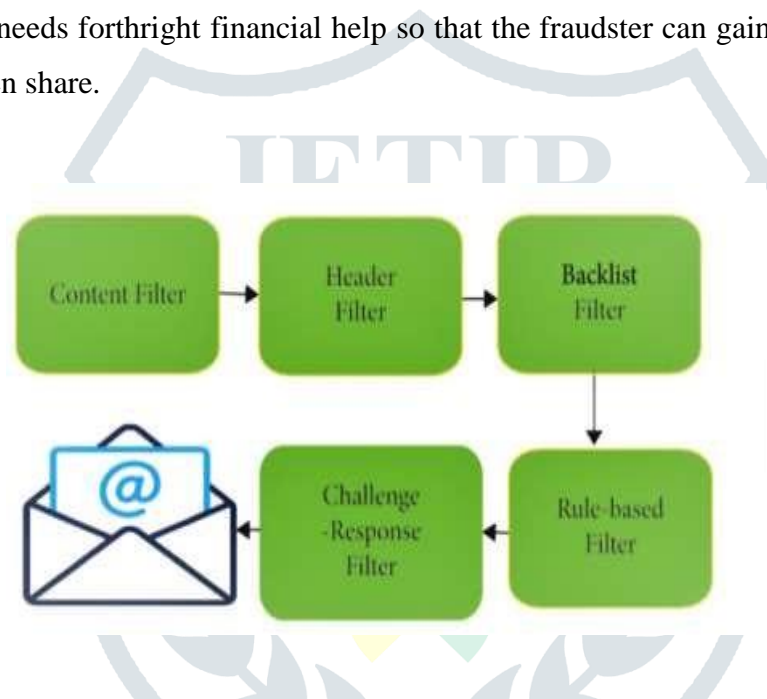 needs forthright financial help so that the fraudster can gain
n share.
JETIR
Content Filter
Header
Filter
Backlist
Filter
Rule-based
Filter
Challenge
-Response
Filter
@